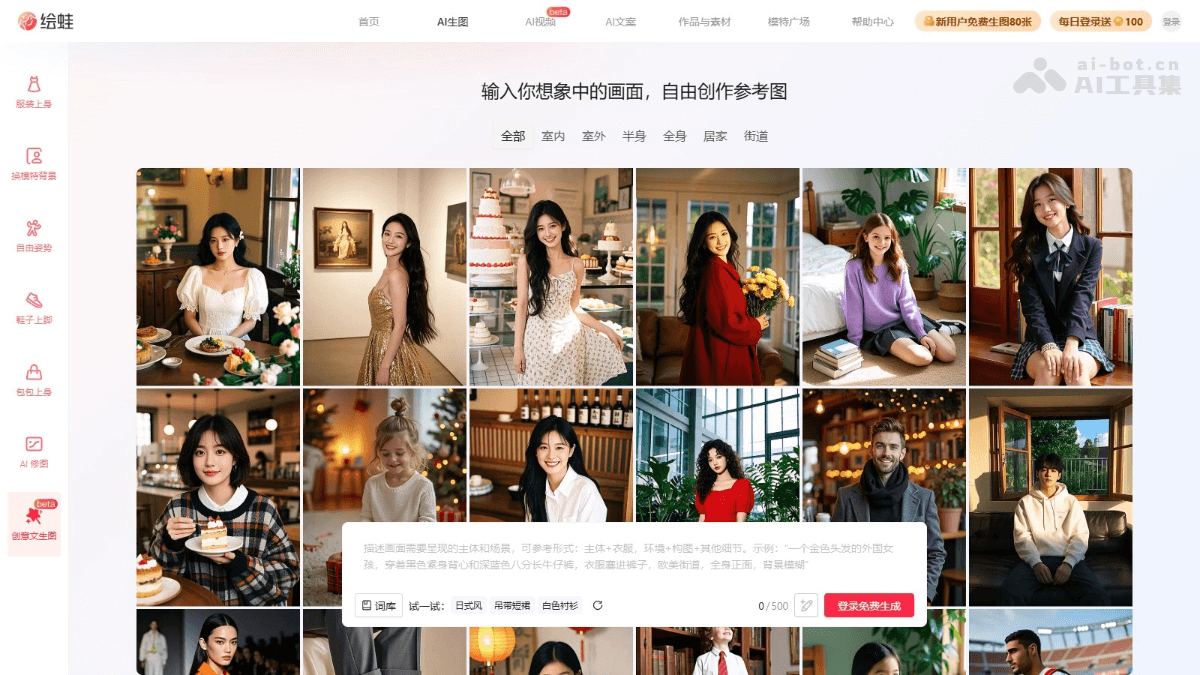 绘蛙
首页
AI生图
AI视频
beta
AI文案
作品与素材
模特广场
帮助中心
新用户免费生图80张
每日登录送100
登录
ai-bot.cn
AI工具集
服装上身
换模特背景
自由姿势
鞋子上脚
包包上身
AI 修图
beta
创意文生图
输入你想象中的画面，自由创作参考图
全部 室内 室外 半身 全身 居家 街道
描述画面需要呈现的主体和场景，可参考形式：主体+衣服，环境+构图+其他细节。示例：“一个金色头发的外国女
孩，穿着黑色紧身背心和深蓝色八分长牛仔裤，衣服塞进裤子，欧美街道，全身正面，背景模糊”
词库 试一试： 日式风 吊带短裙 白色衬衫
0/500
登录免费生成